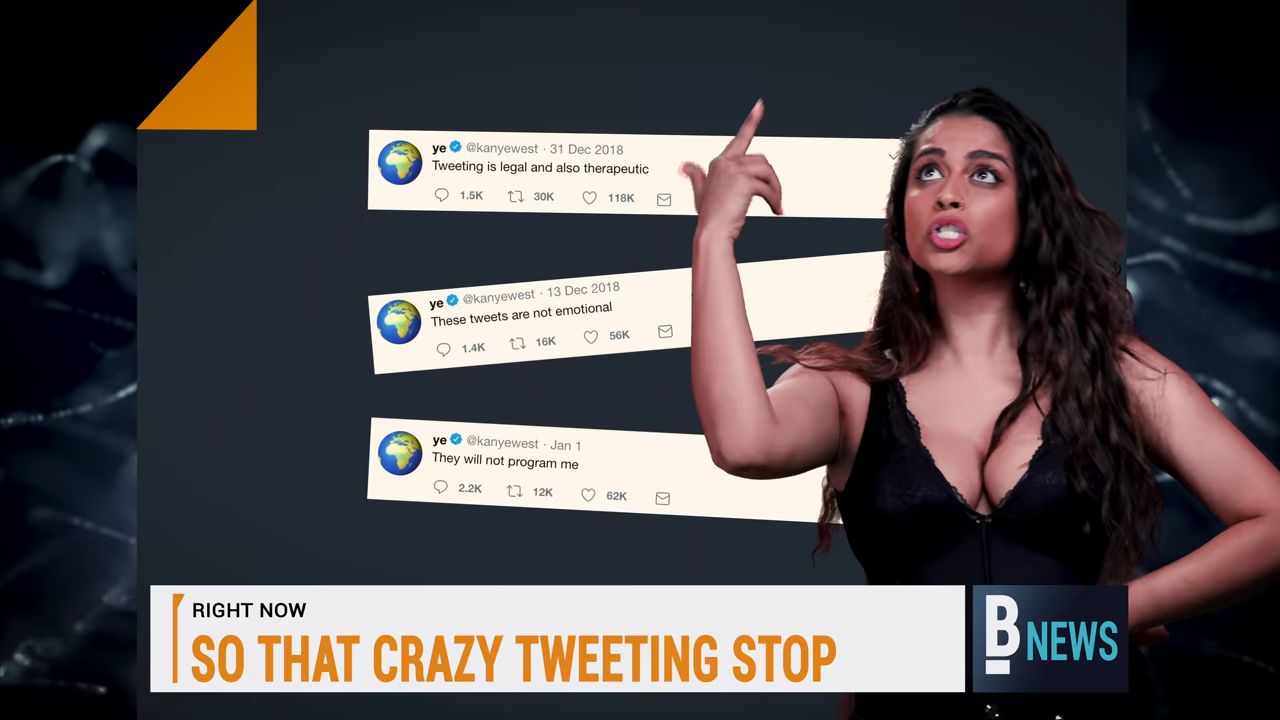 ye @kanyewest · 31 Dec 2018
Tweeting is legal and also therapeutic
1.5K 30K 118K
ye @kanyewest · 13 Dec 2018
These tweets are not emotional
1.4K 16K 56K
ye @kanyewest · Jan 1
They will not program me
2.2K 12K 62K
RIGHT NOW
SO THAT CRAZY TWEETING STOP
B NEWS